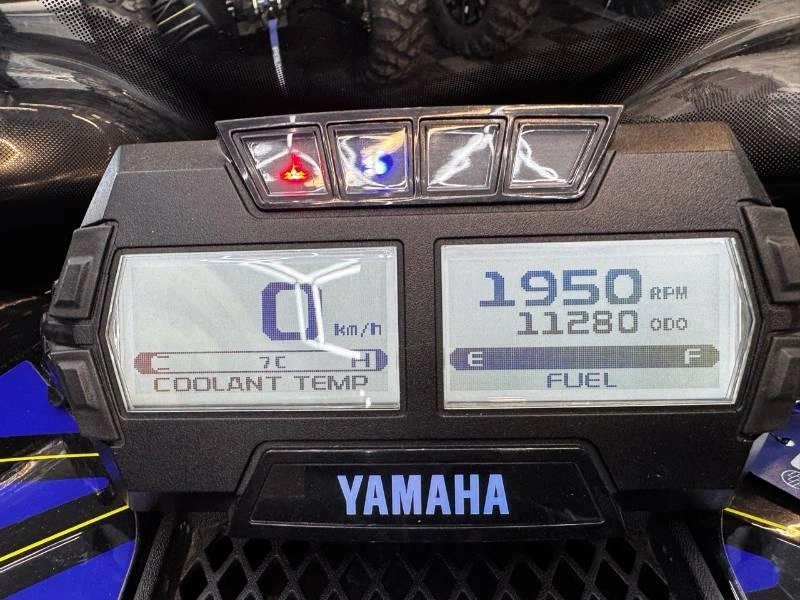 0 km/h
C 7C H
COOLANT TEMP
1950 RPM
11280 ODO
E F
FUEL
YAMAHA